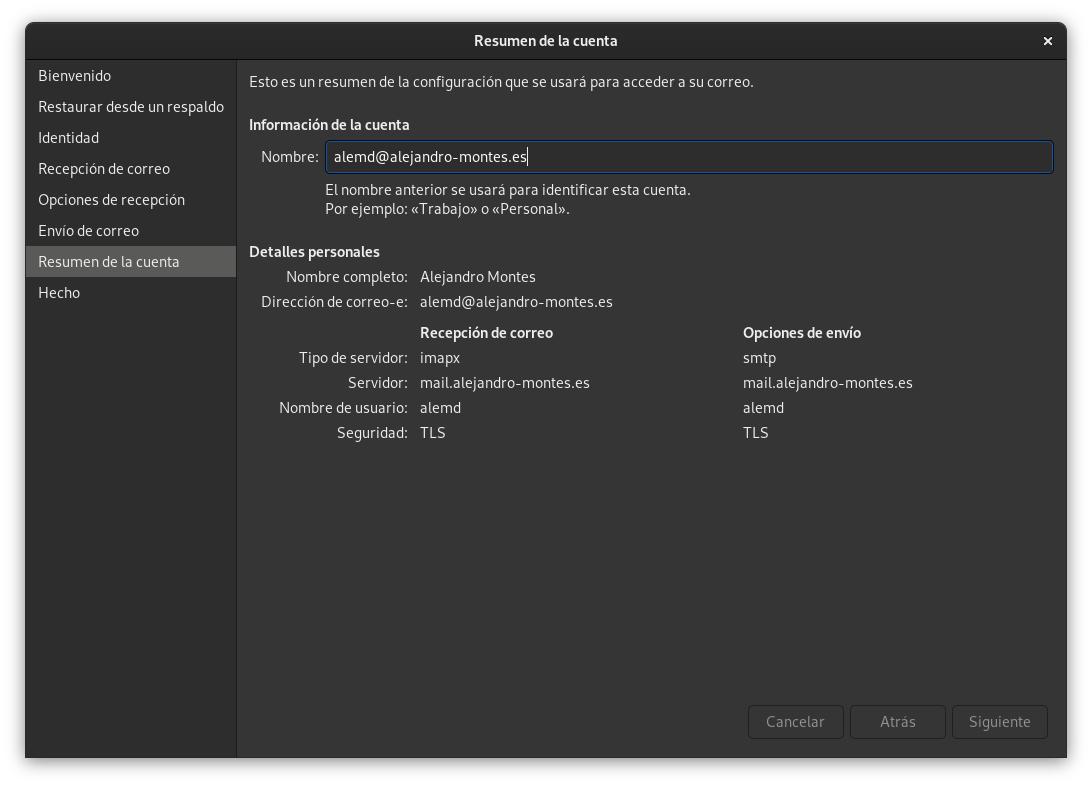 Resumen de la cuenta
Bienvenido
Restaurar desde un respaldo
Identidad
Recepción de correo
Opciones de recepción
Envío de correo
Resumen de la cuenta
Hecho
Esto es un resumen de la configuración que se usará para acceder a su correo.
Información de la cuenta
Nombre: alemd@alejandro-montes.es
El nombre anterior se usará para identificar esta cuenta.
Por ejemplo: «Trabajo» o «Personal».
Detalles personales
Nombre completo: Alejandro Montes
Dirección de correo-e: alemd@alejandro-montes.es
Recepción de correo Opciones de envío
Tipo de servidor: imapx smtp
Servidor: mail.alejandro-montes.es mail.alejandro-montes.es
Nombre de usuario: alemd alemd
Seguridad: TLS TLS
Cancelar Atrás Siguiente